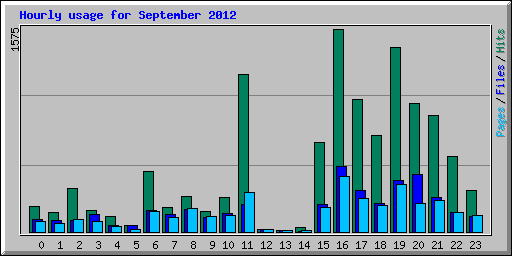 Hourly usage for September 2012
1575
Pages / Files / Hits
0 1 2 3 4 5 6 7 8 9 10 11 12 13 14 15 16 17 18 19 20 21 22 23